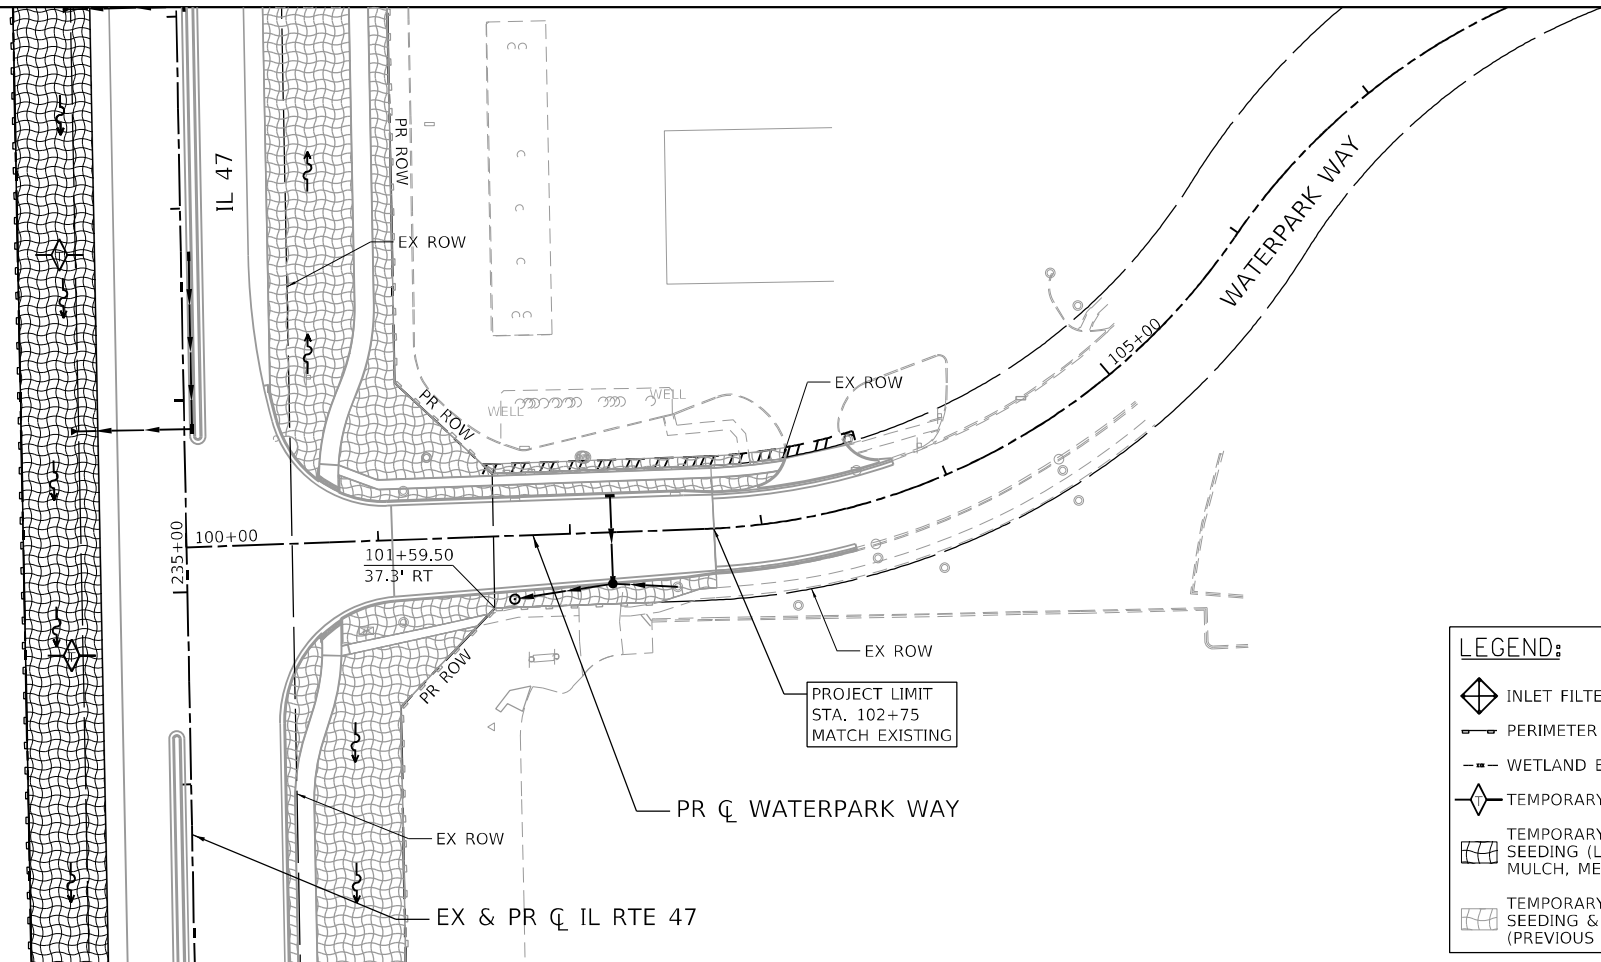 IL 47
PR ROW
EX ROW
PR ROW
WELL
WELL
EX ROW
WATERPARK WAY
105+00
235+00
100+00
101+59.50
37.3' RT
EX ROW
PR ROW
PROJECT LIMIT
STA. 102+75
MATCH EXISTING
PR ℄ WATERPARK WAY
EX ROW
EX & PR ℄ IL RTE 47
LEGEND:
INLET FILTE
PERIMETER
WETLAND E
T TEMPORARY
TEMPORARY
SEEDING (L
MULCH, ME
TEMPORARY
SEEDING &
(PREVIOUS
T
T